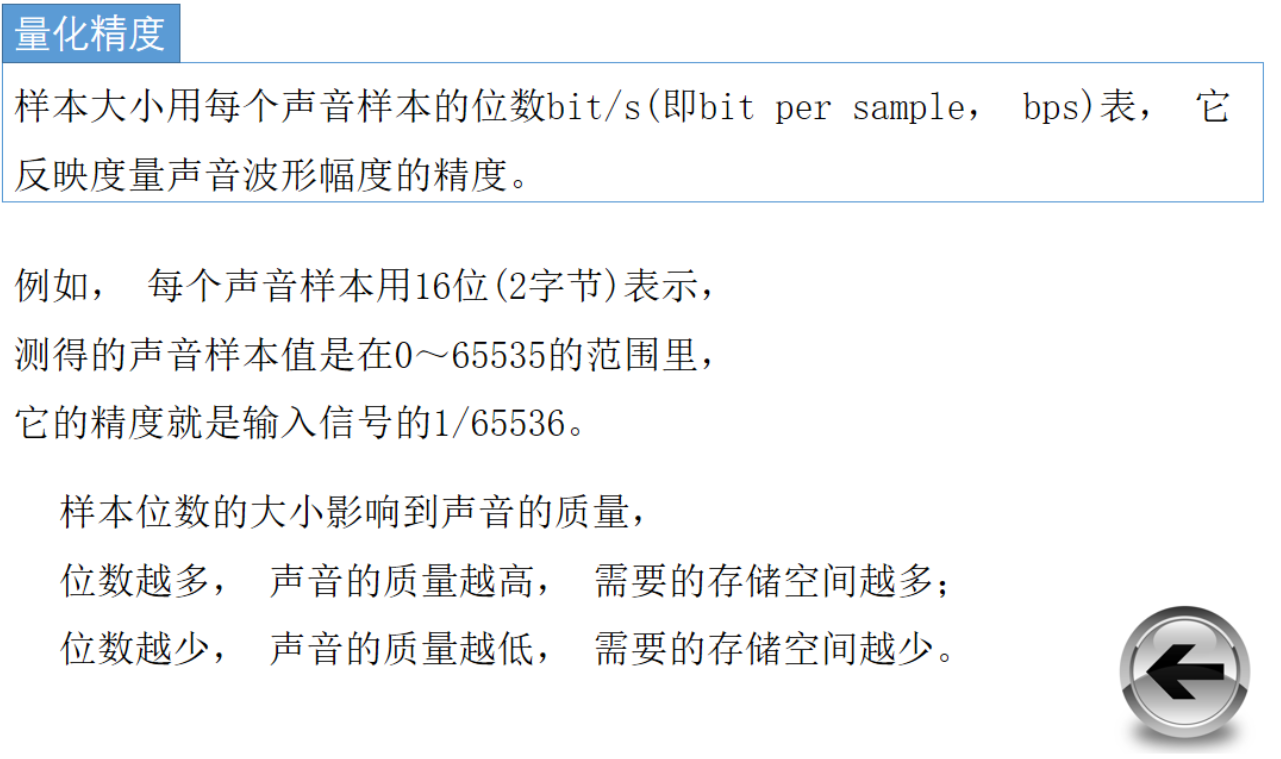 量化精度
样本大小用每个声音样本的位数bit/s(即bit per sample， bps)表， 它
反映度量声音波形幅度的精度。
例如， 每个声音样本用16位(2字节)表示，
测得的声音样本值是在0～65535的范围里，
它的精度就是输入信号的1/65536。
样本位数的大小影响到声音的质量，
位数越多， 声音的质量越高， 需要的存储空间越多；
位数越少， 声音的质量越低， 需要的存储空间越少。